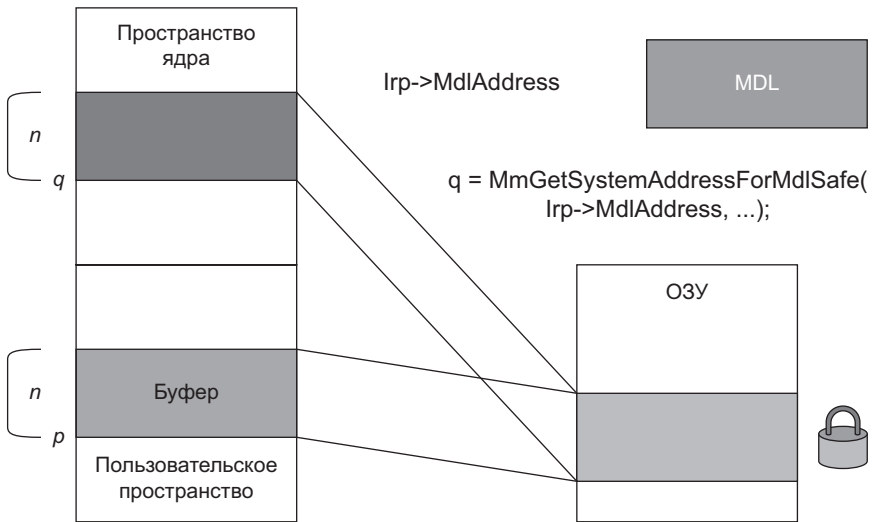 Пространство
ядра
Irp->MdlAddress
MDL
n
q
q = MmGetSystemAddressForMdlSafe(
Irp->MdlAddress, ...);
ОЗУ
n
Буфер
p
Пользовательское
пространство